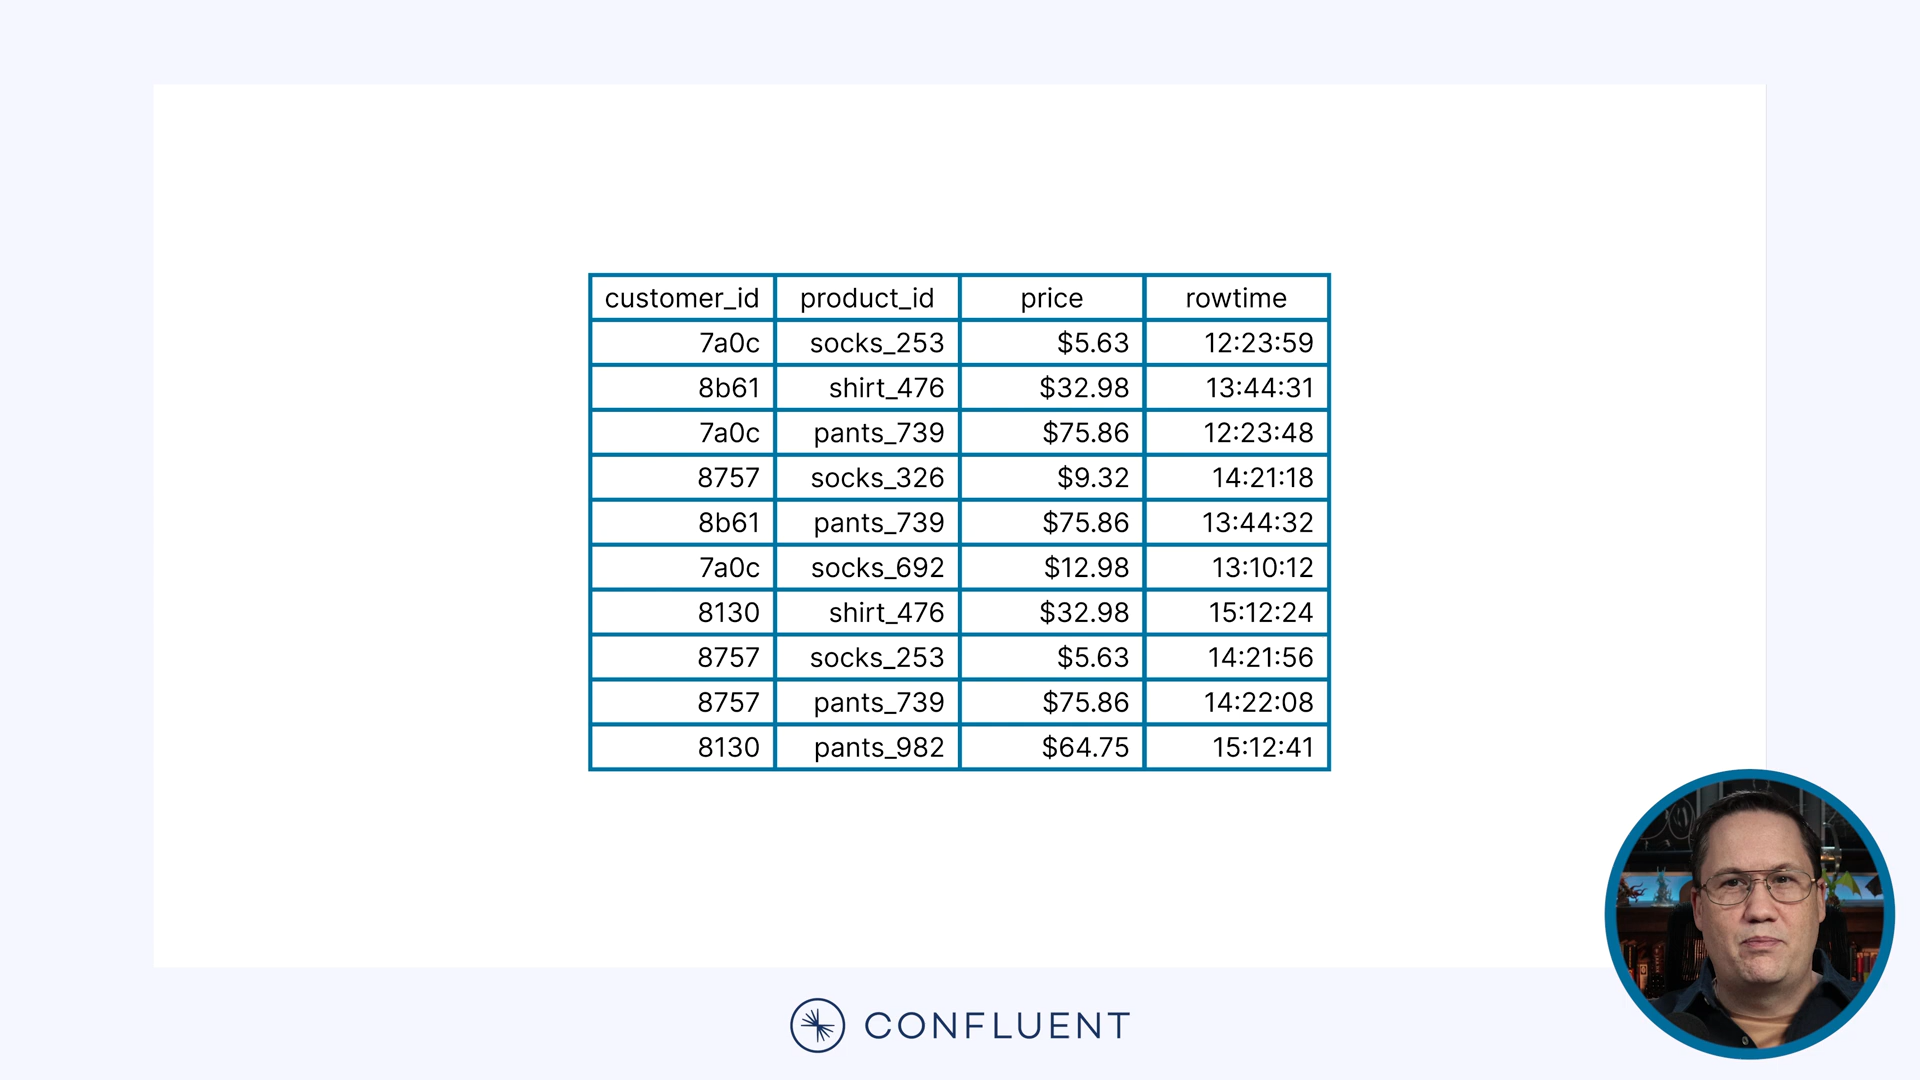 customer_id product_id price rowtime
7a0c socks_253 $5.63 12:23:59
8b61 shirt_476 $32.98 13:44:31
7a0c pants_739 $75.86 12:23:48
8757 socks_326 $9.32 14:21:18
8b61 pants_739 $75.86 13:44:32
7a0c socks_692 $12.98 13:10:12
8130 shirt_476 $32.98 15:12:24
8757 socks_253 $5.63 14:21:56
8757 pants_739 $75.86 14:22:08
8130 pants_982 $64.75 15:12:41
CONFLUENT